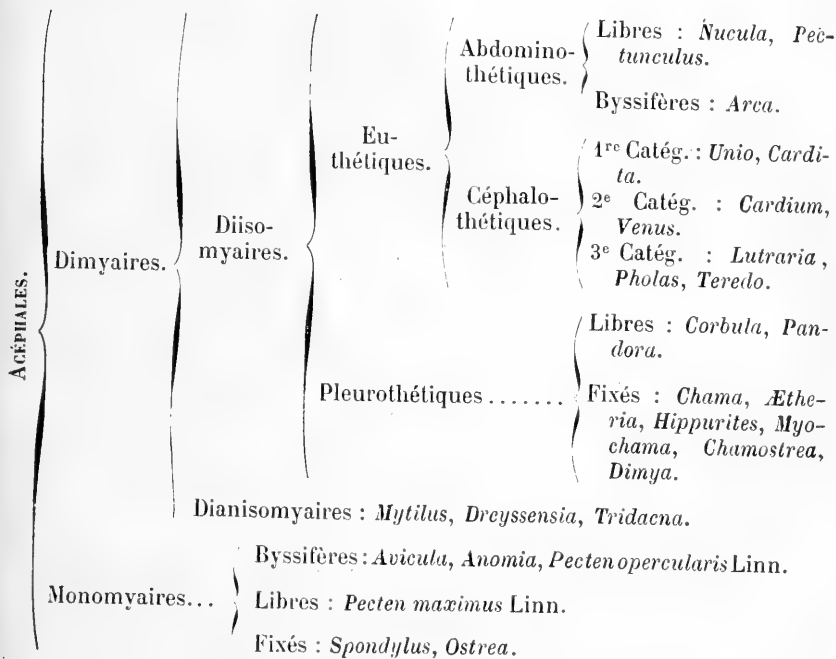 ACÉPHALES.
Dimyaires.
Diiso-
myaires.
Eu-
thétiques.
Abdomino-
thétiques.
Libres : Nucula, Pec-
tunculus.
Byssifères : Arca.
Céphalo-
thétiques.
1re Catég. : Unio, Cardi-
ta.
2e Catég. : Cardium,
Venus.
3e Catég. : Lutraria,
Pholas, Teredo.
Pleurothétiques.......
Libres : Corbula, Pan-
dora.
Fixés : Chama, Æthe-
ria, Hippurites, Myo-
chama, Chamostrea,
Dimya.
Dianisomyaires : Mytilus, Dreyssensia, Tridacna.
Monomyaires...
Byssifères : Avicula, Anomia, Pecten opercularis Linn.
Libres : Pecten maximus Linn.
Fixés : Spondylus, Ostrea.